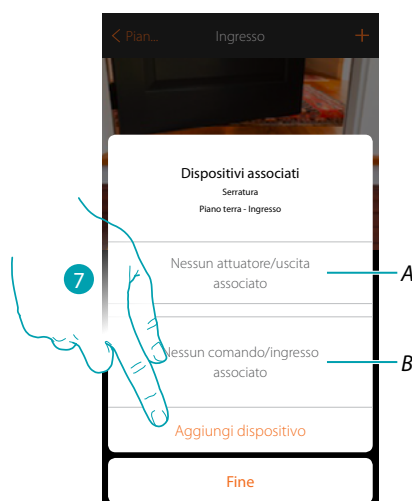 Pian...
Ingresso
+
Dispositivi associati
Serratura
Piano terra - Ingresso
Nessun attuatore/uscita
associato
A
7
Nessun comando/ingresso
associato
B
Aggiungi dispositivo
Fine